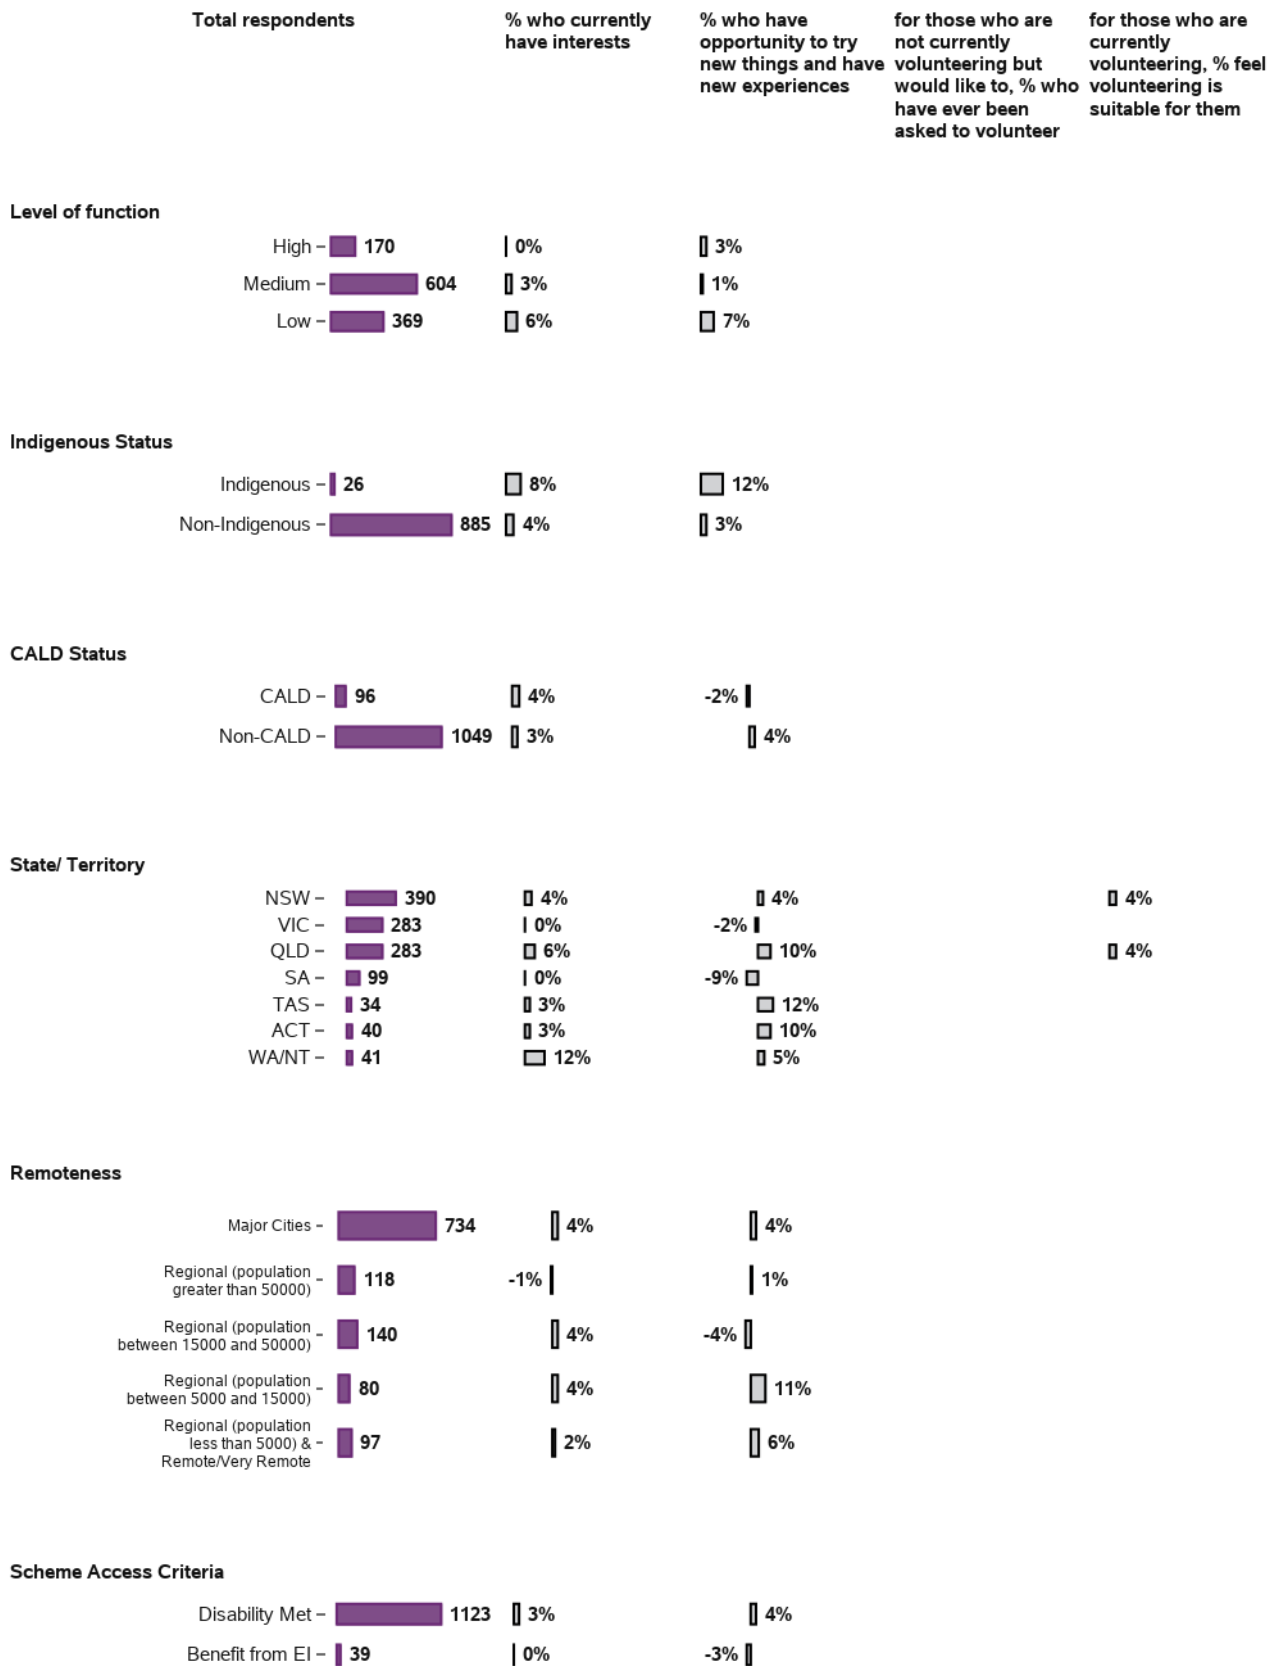 Total respondents
% who currently
have interests
% who have
opportunity to try
new things and have
new experiences
for those who are
not currently
volunteering but
would like to, % who
have ever been
asked to volunteer
for those who are
currently
volunteering, % feel
volunteering is
suitable for them
Level of function
High 170 0% 3%
Medium 604 3% 1%
Low 369 6% 7%
Indigenous Status
Indigenous 26 8% 12%
Non-Indigenous 885 4% 3%
CALD Status
CALD 96 4% -2%
Non-CALD 1049 3% 4%
State/ Territory
NSW 390 4% 4% 4%
VIC 283 0% -2%
QLD 283 6% 10% 4%
SA 99 0% -9%
TAS 34 3% 12%
ACT 40 3% 10%
WA/NT 41 12% 5%
Remoteness
Major Cities 734 4% 4%
Regional (population
greater than 50000) 118 -1% 1%
Regional (population
between 15000 and 50000) 140 4% -4%
Regional (population
between 5000 and 15000) 80 4% 11%
Regional (population
less than 5000) & 97 2% 6%
Remote/Very Remote
Scheme Access Criteria
Disability Met 1123 3% 4%
Benefit from EI 39 0% -3%